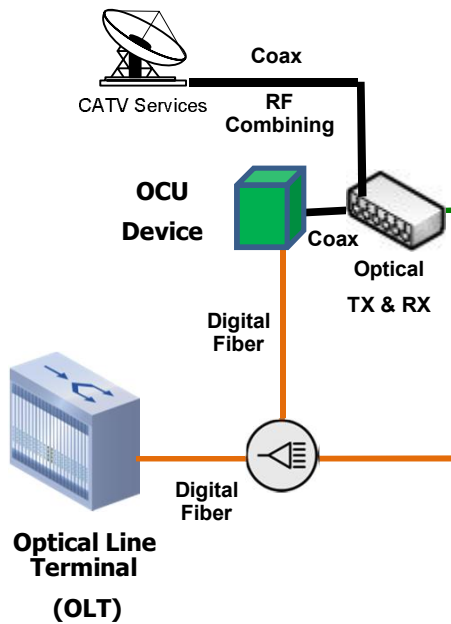 Coax
CATV Services
RF
Combining
OCU
Device
Coax
Optical
TX & RX
Digital
Fiber
Digital
Fiber
Optical Line
Terminal
(OLT)